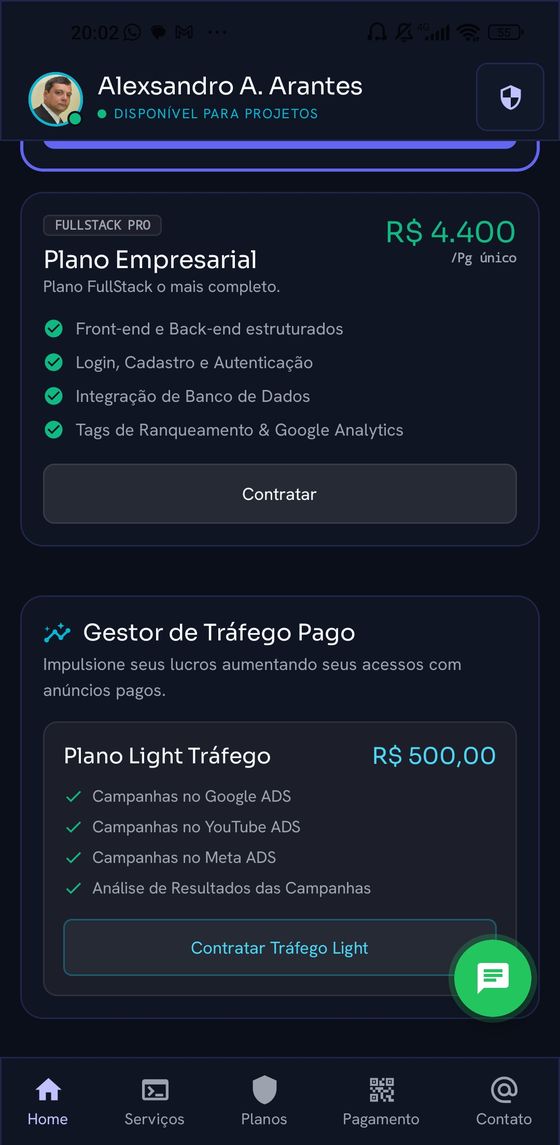 20:02
4G
55
Alexsandro A. Arantes
DISPONÍVEL PARA PROJETOS
FULLSTACK PRO
R$ 4.400
/Pg único
Plano Empresarial
Plano FullStack o mais completo.
Front-end e Back-end estruturados
Login, Cadastro e Autenticação
Integração de Banco de Dados
Tags de Ranqueamento & Google Analytics
Contratar
Gestor de Tráfego Pago
Impulsione seus lucros aumentando seus acessos com
anúncios pagos.
Plano Light Tráfego
R$ 500,00
Campanhas no Google ADS
Campanhas no YouTube ADS
Campanhas no Meta ADS
Análise de Resultados das Campanhas
Contratar Tráfego Light
Home
Serviços
Planos
Pagamento
Contato